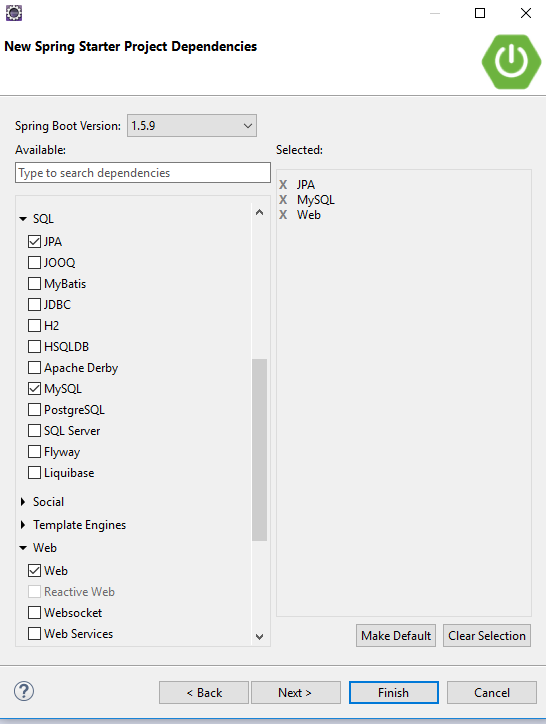 New Spring Starter Project Dependencies
Spring Boot Version: 1.5.9
Available:
Selected:
Type to search dependencies
SQL
JPA
JOOQ
MyBatis
JDBC
H2
HSQLDB
Apache Derby
MySQL
PostgreSQL
SQL Server
Flyway
Liquibase
Social
Template Engines
Web
Web
Reactive Web
Websocket
Web Services
X JPA
X MySQL
X Web
Make Default Clear Selection
? < Back Next > Finish Cancel